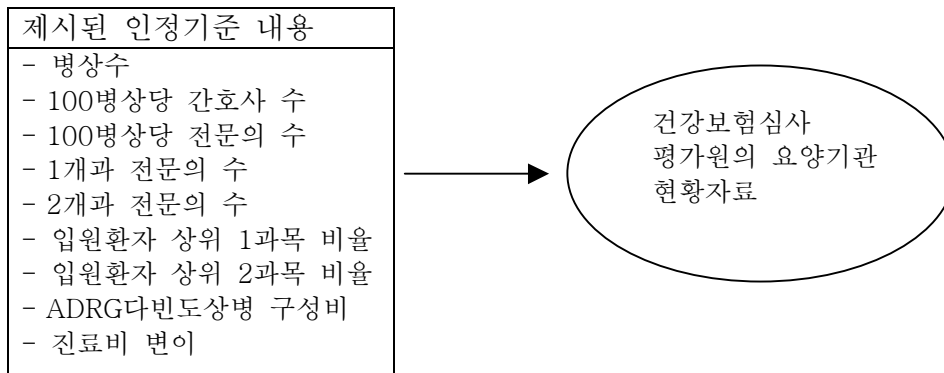 제시된 인정기준 내용
- 병상수
- 100병상당 간호사 수
- 100병상당 전문의 수
- 1개과 전문의 수
- 2개과 전문의 수
- 입원환자 상위 1과목 비율
- 입원환자 상위 2과목 비율
- ADRG다빈도상병 구성비
- 진료비 변이
건강보험심사
평가원의 요양기관
현황자료